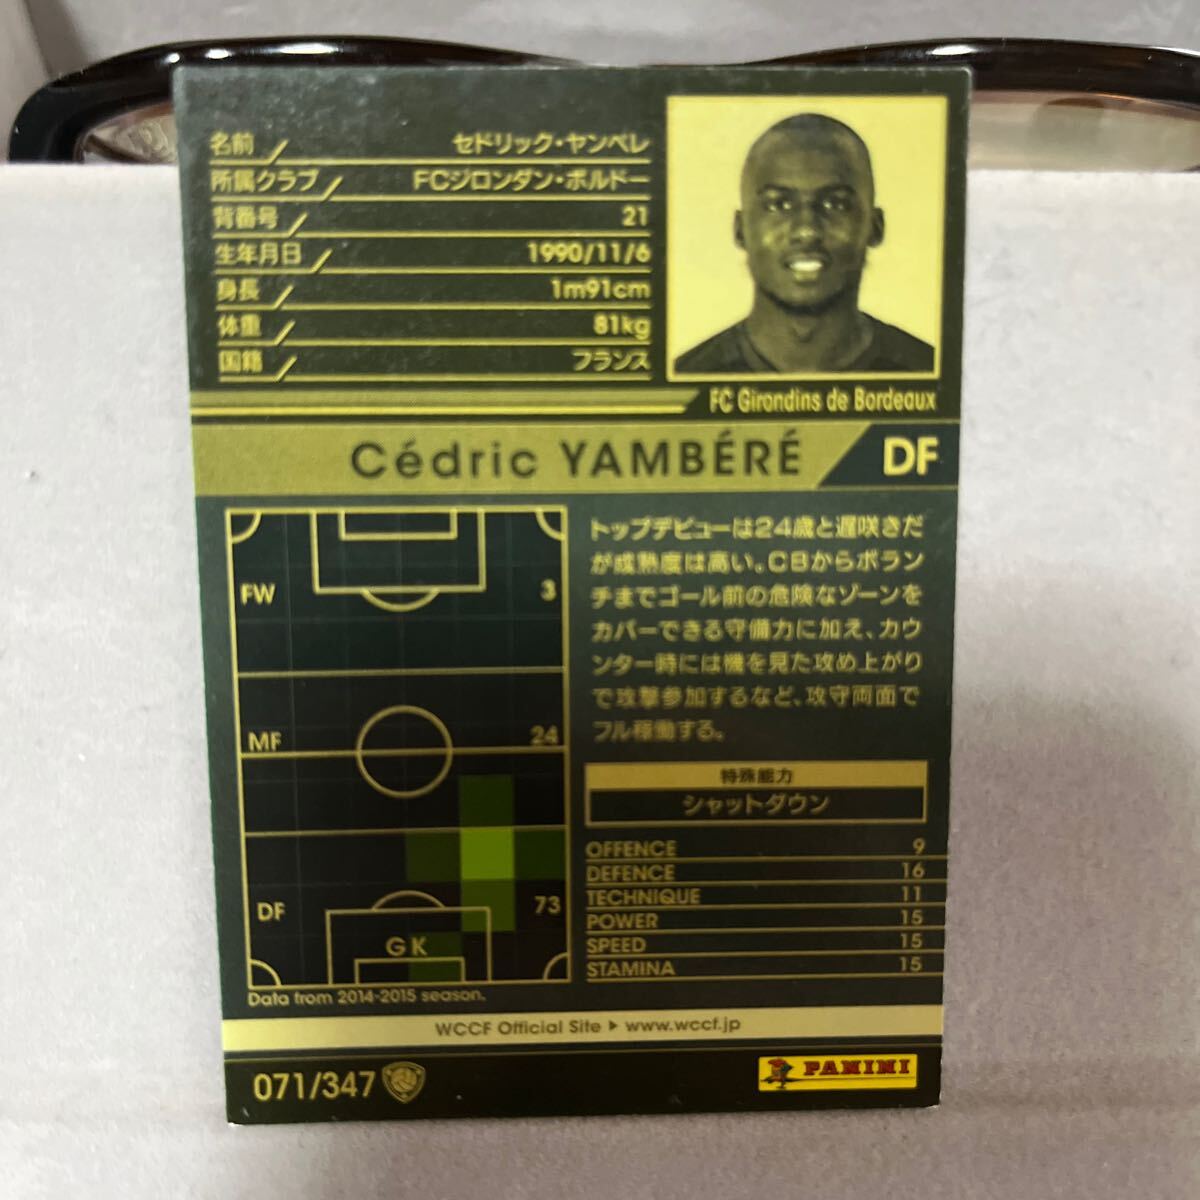 名前 セドリック・ヤンベレ
所属クラブ FCジロンダン・ボルドー
背番号 21
生年月日 1990/11/6
身長 1m91cm
体重 81kg
国籍 フランス
FC Girondins de Bordeaux
Cédric YAMBÉRÉ DF
FW 3
MF 24
DF 73
GK
Data from 2014-2015 season.
トップデビューは24歳と遅咲きだ
が成熟度は高い。CBからボラン
チまでゴール前の危険なゾーンを
カバーできる守備力に加え、カウ
ンター時には機を見た攻め上がり
で攻撃参加するなど、攻守両面で
フル稼働する。
特殊能力
シャットダウン
OFFENCE 9
DEFENCE 16
TECHNIQUE 11
POWER 15
SPEED 15
STAMINA 15
WCCF Official Site ▶ www.wccf.jp
071/347
PANINI